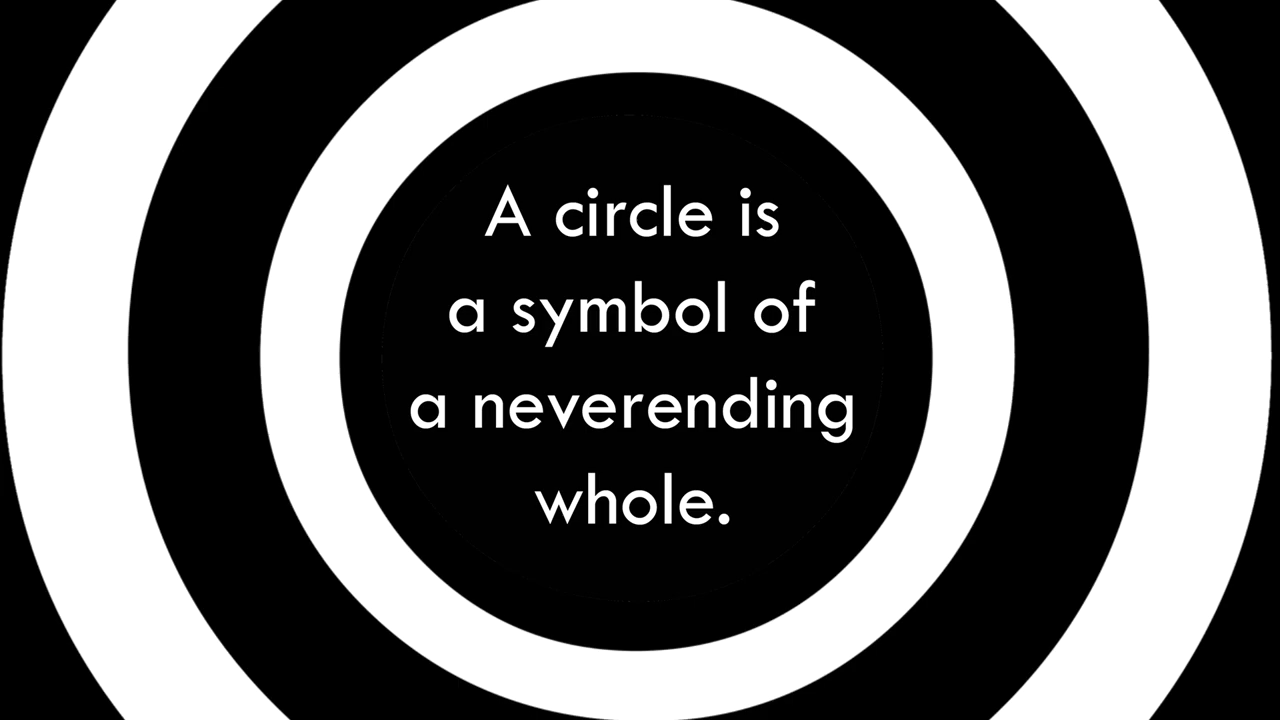 A circle is
a symbol of
a neverending
whole.